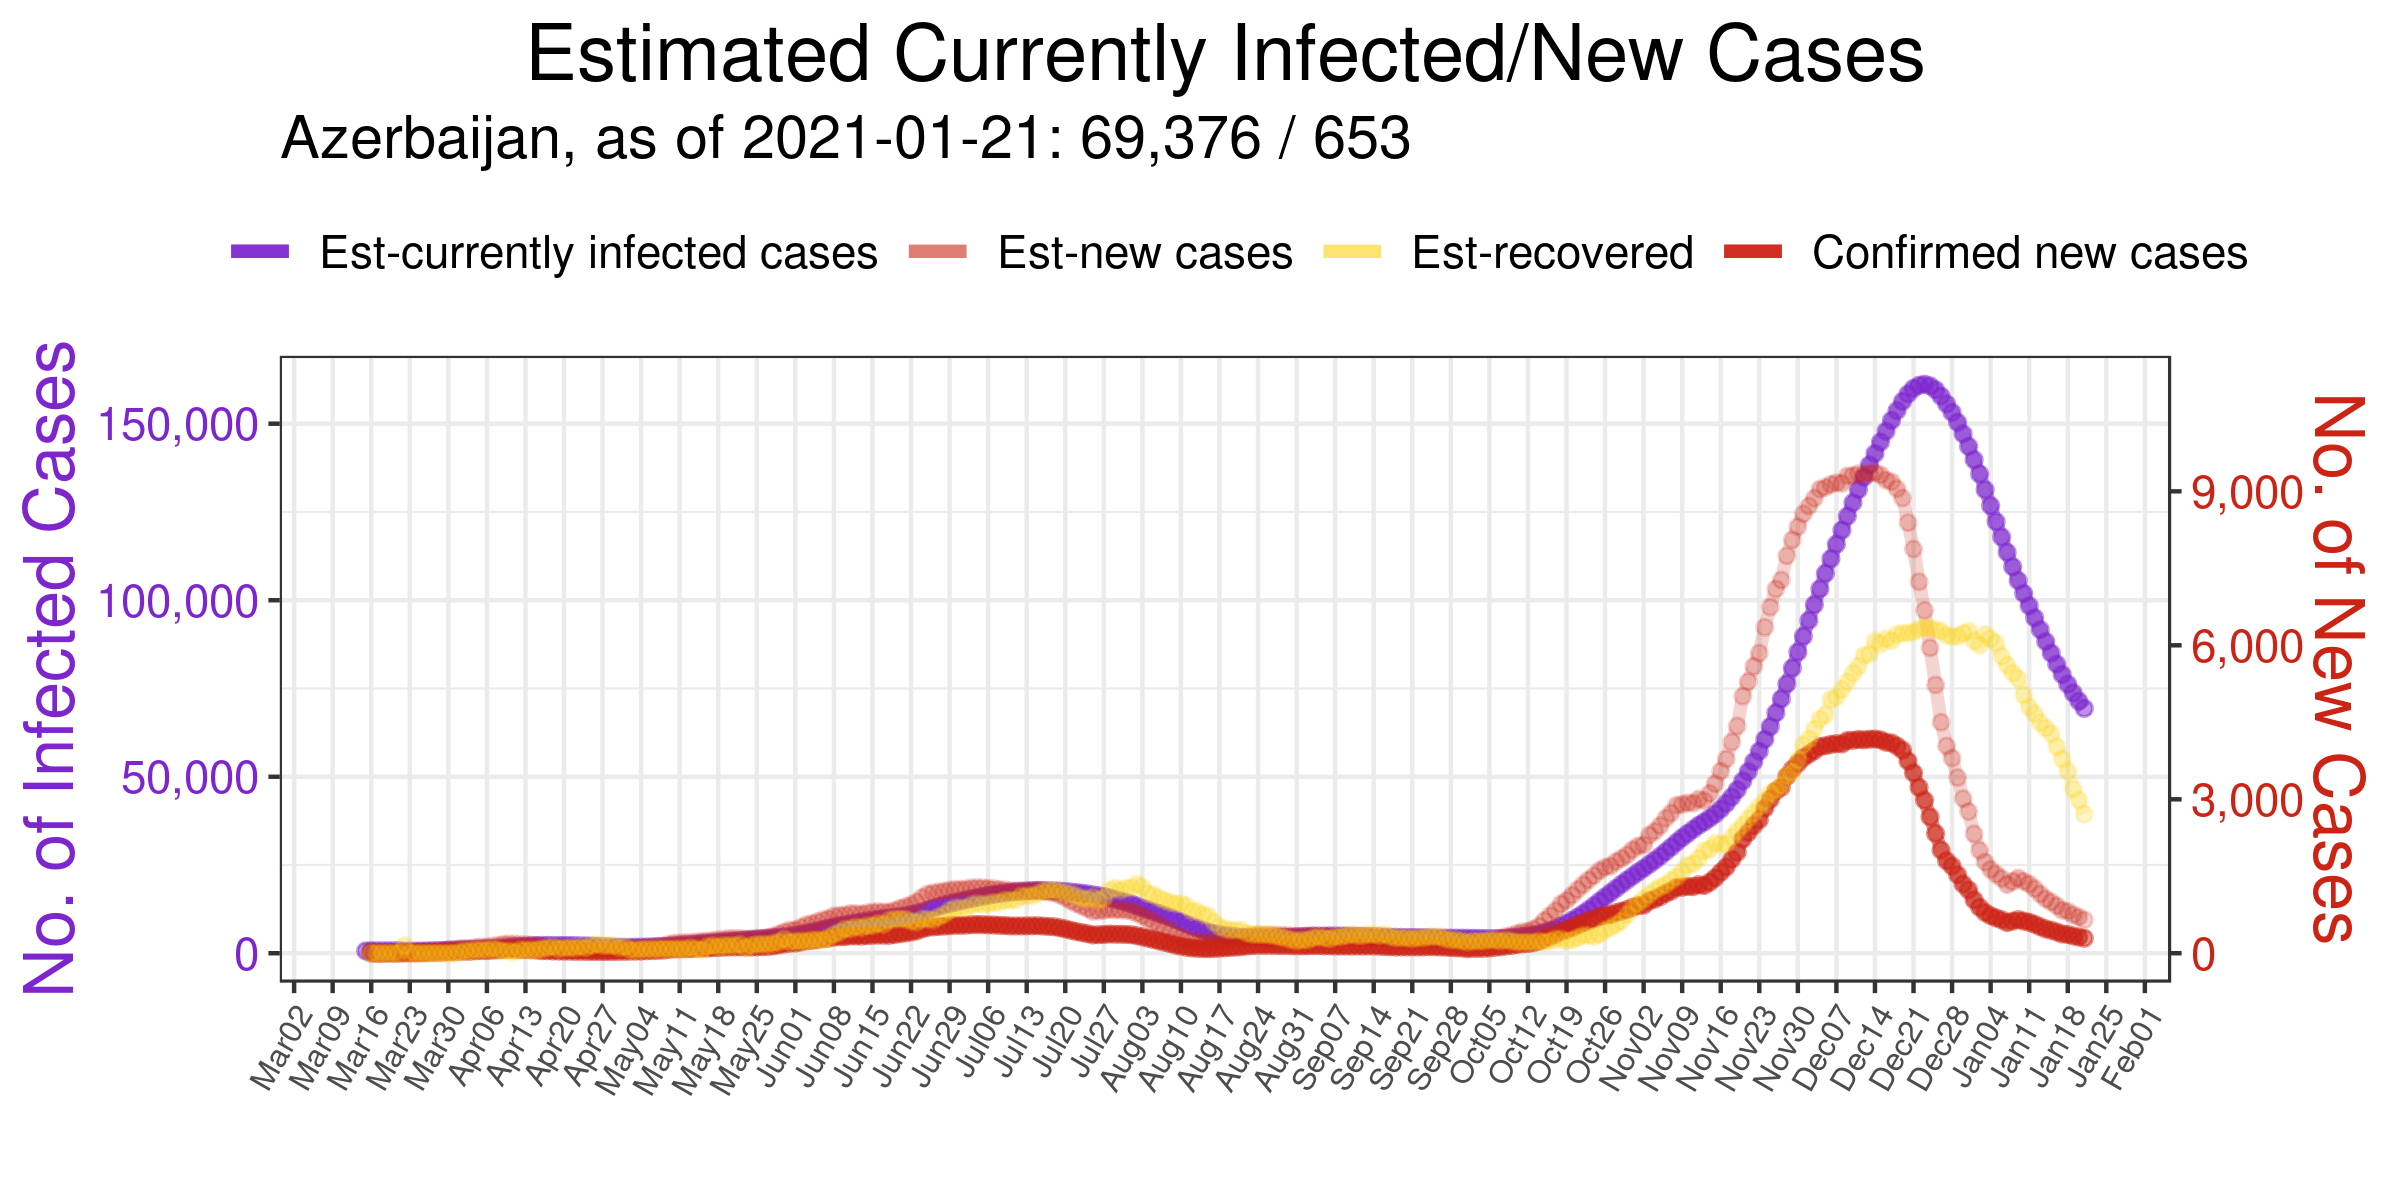 Estimated Currently Infected/New Cases
Azerbaijan, as of 2021-01-21: 69,376 / 653
Est-currently infected cases Est-new cases Est-recovered Confirmed new cases
No. of Infected Cases
150,000
100,000
50,000
0
No. of New Cases
9,000
6,000
3,000
0
Mar02 Mar09 Mar16 Mar23 Mar30 Apr06 Apr13 Apr20 Apr27 May04 May11 May18 May25 Jun01 Jun08 Jun15 Jun22 Jun29 Jul06 Jul13 Jul20 Jul27 Aug03 Aug10 Aug17 Aug24 Aug31 Sep07 Sep14 Sep21 Sep28 Oct05 Oct12 Oct19 Oct26 Nov02 Nov09 Nov16 Nov23 Nov30 Dec07 Dec14 Dec21 Dec28 Jan04 Jan11 Jan18 Jan25 Feb01